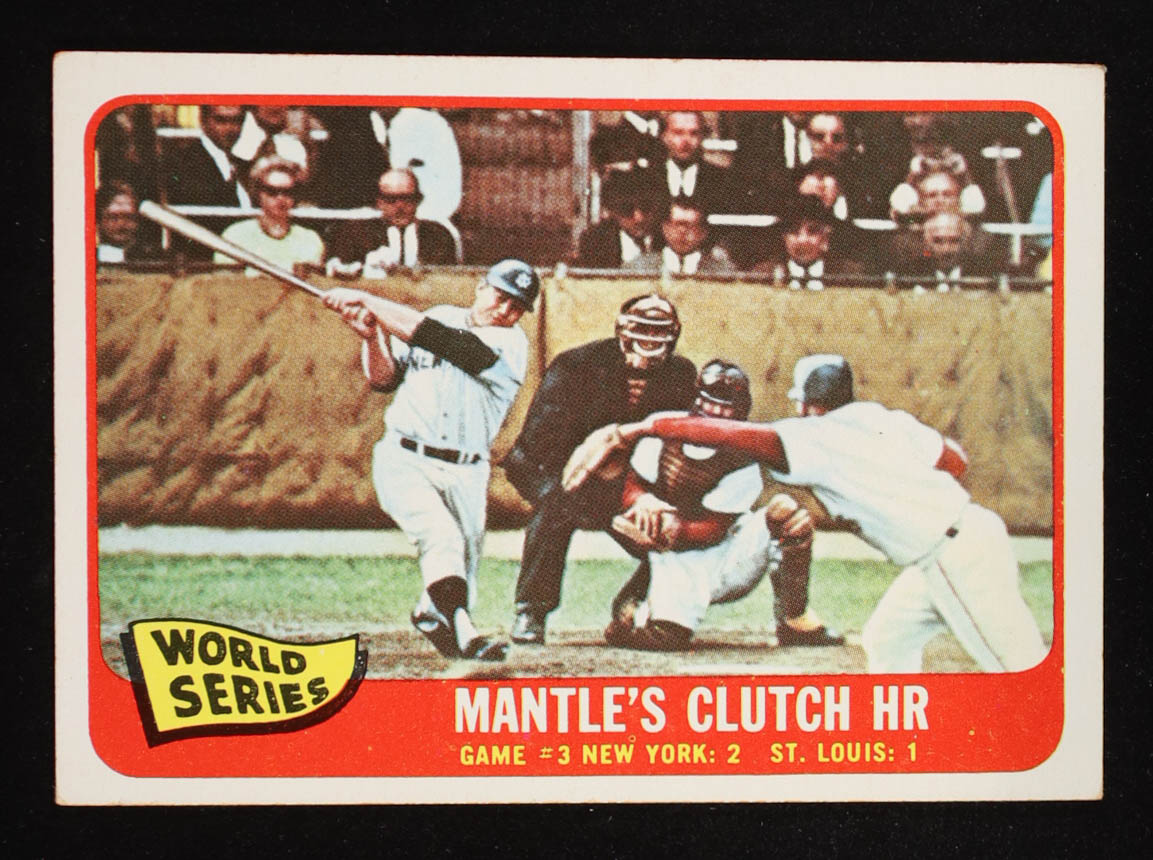 WORLD
SERIES
MANTLE'S CLUTCH HR
GAME #3 NEW YORK: 2 ST. LOUIS: 1